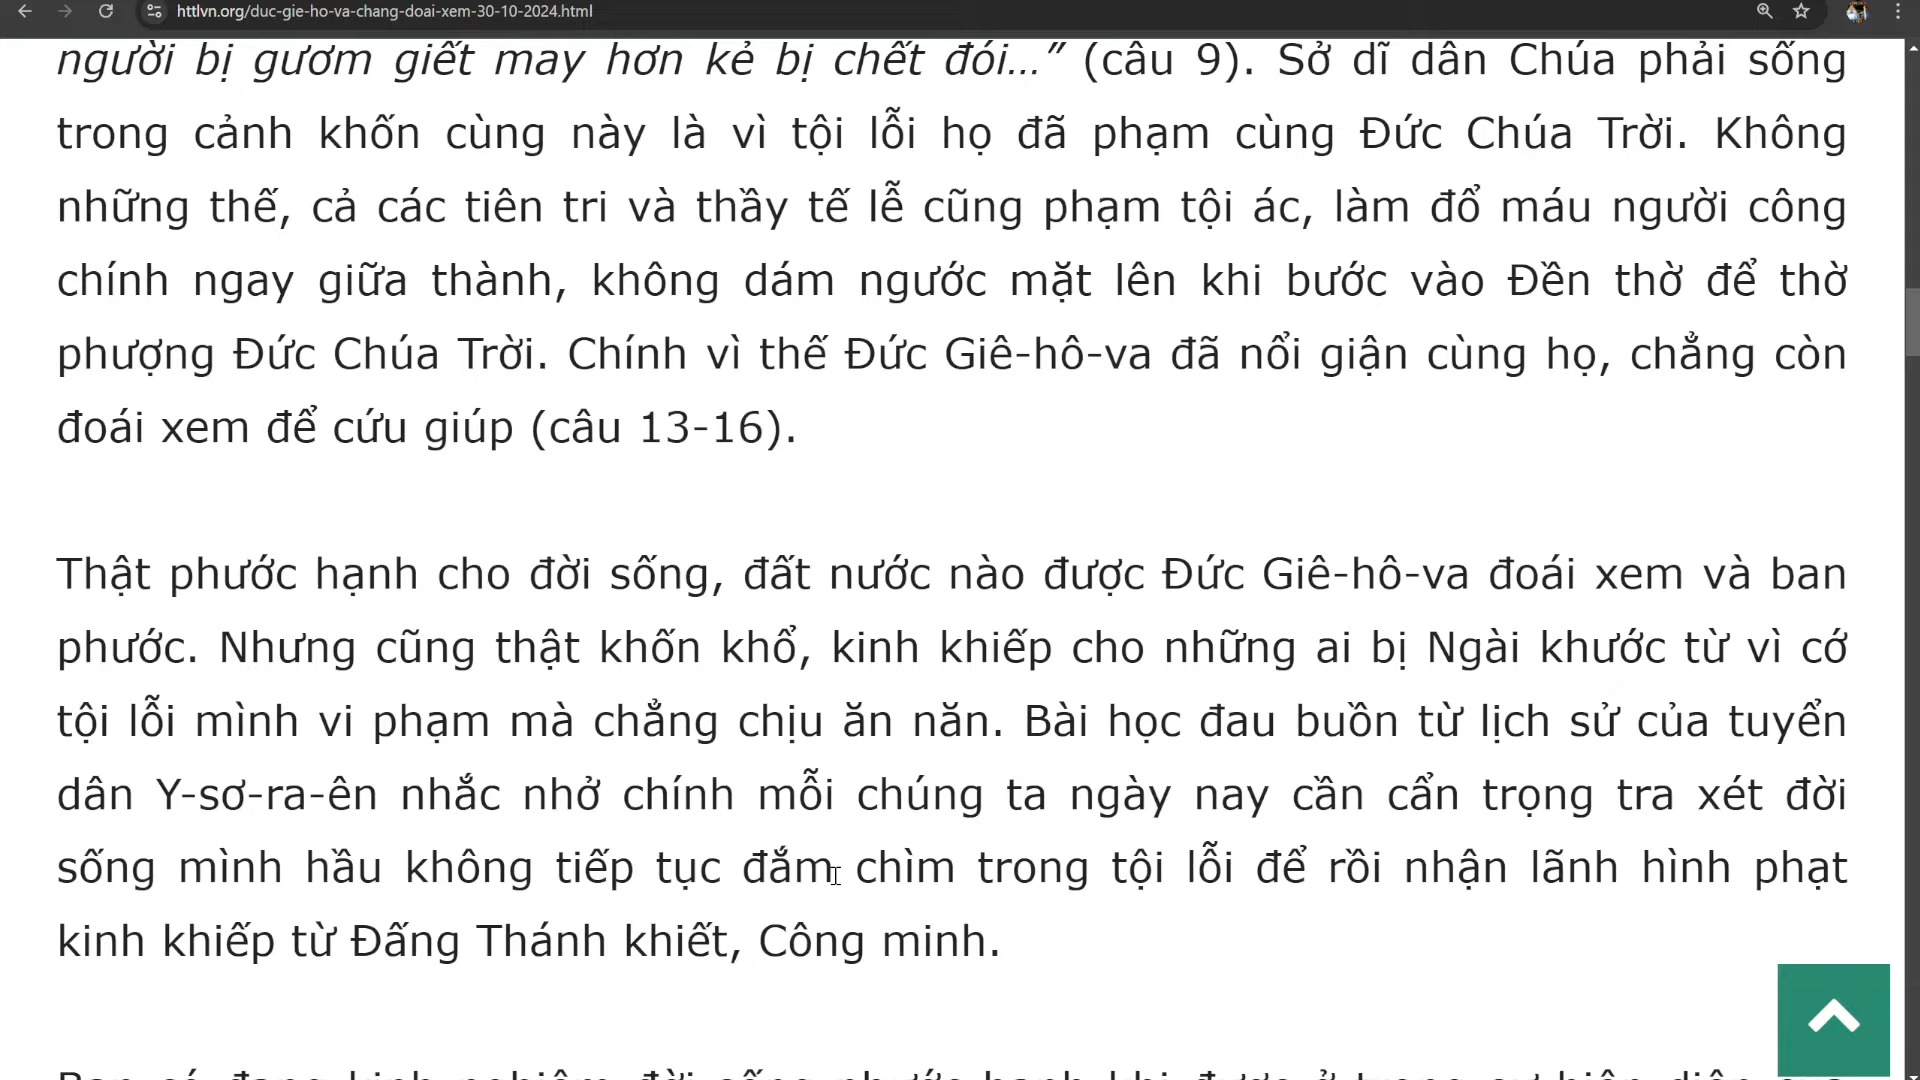 httlvn.org/duc-gie-ho-va-chang-doai-xem-30-10-2024.html
người bị gươm giết may hơn kẻ bị chết đói…” (câu 9). Sở dĩ dân Chúa phải sống
trong cảnh khốn cùng này là vì tội lỗi họ đã phạm cùng Đức Chúa Trời. Không
những thế, cả các tiên tri và thầy tế lễ cũng phạm tội ác, làm đổ máu người công
chính ngay giữa thành, không dám ngước mặt lên khi bước vào Đền thờ để thờ
phượng Đức Chúa Trời. Chính vì thế Đức Giê-hô-va đã nổi giận cùng họ, chẳng còn
đoái xem để cứu giúp (câu 13-16).
Thật phước hạnh cho đời sống, đất nước nào được Đức Giê-hô-va đoái xem và ban
phước. Nhưng cũng thật khốn khổ, kinh khiếp cho những ai bị Ngài khước từ vì cớ
tội lỗi mình vi phạm mà chẳng chịu ăn năn. Bài học đau buồn từ lịch sử của tuyển
dân Y-sơ-ra-ên nhắc nhở chính mỗi chúng ta ngày nay cần cẩn trọng tra xét đời
sống mình hầu không tiếp tục đắm chìm trong tội lỗi để rồi nhận lãnh hình phạt
kinh khiếp từ Đấng Thánh khiết, Công minh.